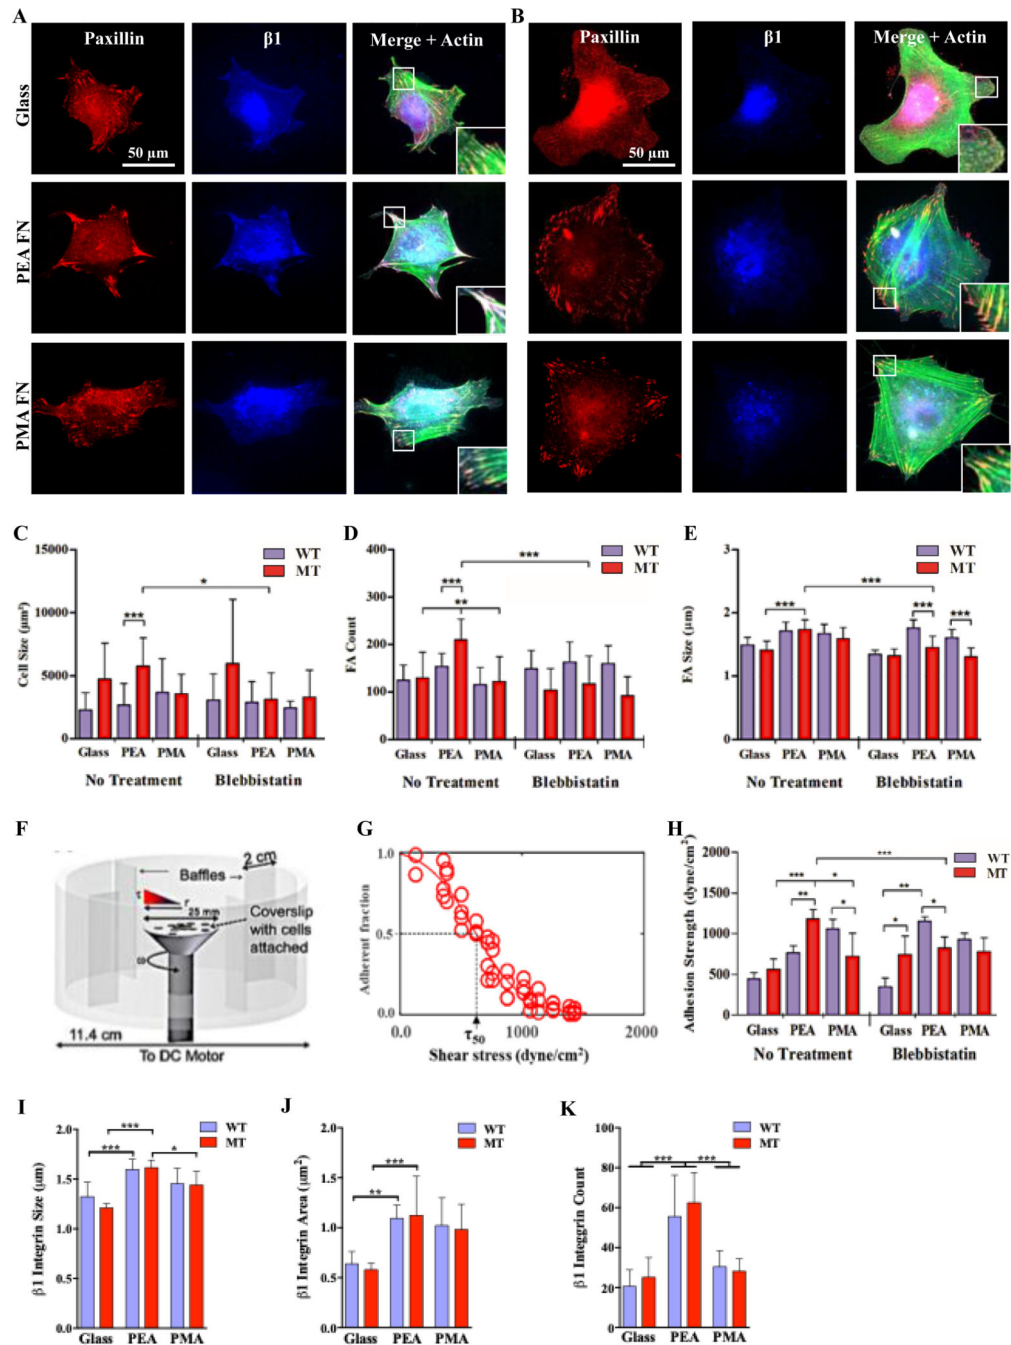 A
B
Paxillin
β1
Merge + Actin
Paxillin
β1
Merge + Actin
Glass
50 µm
50 µm
PEA FN
PMA FN
C
Cell Size (µm²)
15000
10000
5000
0
WT
MT
*
***
Glass
PEA
PMA
Glass
PEA
PMA
No Treatment
Blebbistatin
D
FA Count
400
300
200
100
0
WT
MT
***
***
**
Glass
PEA
PMA
Glass
PEA
PMA
No Treatment
Blebbistatin
E
FA Size (µm)
3
2
1
0
WT
MT
***
***
***
***
Glass
PEA
PMA
Glass
PEA
PMA
No Treatment
Blebbistatin
F
2 cm
Baffles
τ
r
25 mm
Coverslip
with cells
attached
ω
11.4 cm
To DC Motor
G
Adherent fraction
1.0
0.5
0.0
0.0
1000
2000
τ50
Shear stress (dyne/cm²)
H
Adhesion Strength (dyne/cm²)
2000
1500
1000
500
0
WT
MT
***
***
*
**
*
**
*
*
Glass
PEA
PMA
Glass
PEA
PMA
No Treatment
Blebbistatin
I
β1 Integrin Size (µm)
2.0
1.5
1.0
0.5
0.0
WT
MT
***
***
*
Glass
PEA
PMA
J
β1 Integrin Area (µm²)
2.0
1.5
1.0
0.5
0.0
WT
MT
***
**
Glass
PEA
PMA
K
β1 Integgrin Count
100
80
60
40
20
0
WT
MT
***
***
Glass
PEA
PMA